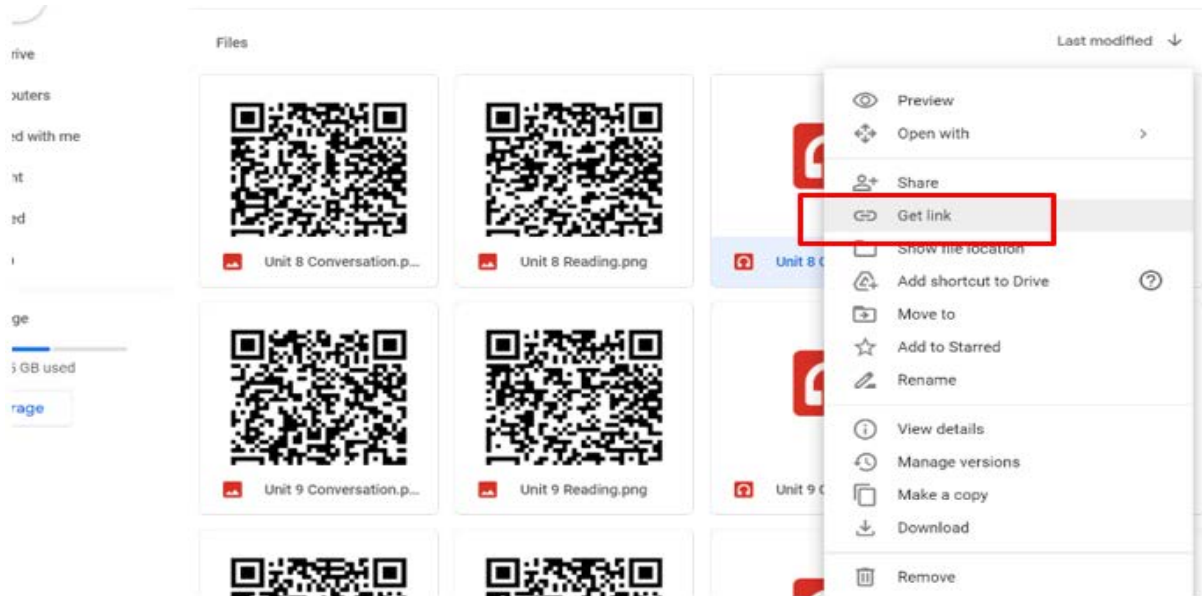 rive
Files
Last modified
outers
ed with me
nt
ed
ge
GB used
rage
Unit 8 Conversation.p...
Unit 8 Reading.png
Unit 8 C
Unit 9 Conversation.p...
Unit 9 Reading.png
Unit 9 C
Preview
Open with
Share
Get link
Show file location
Add shortcut to Drive
Move to
Add to Starred
Rename
View details
Manage versions
Make a copy
Download
Remove